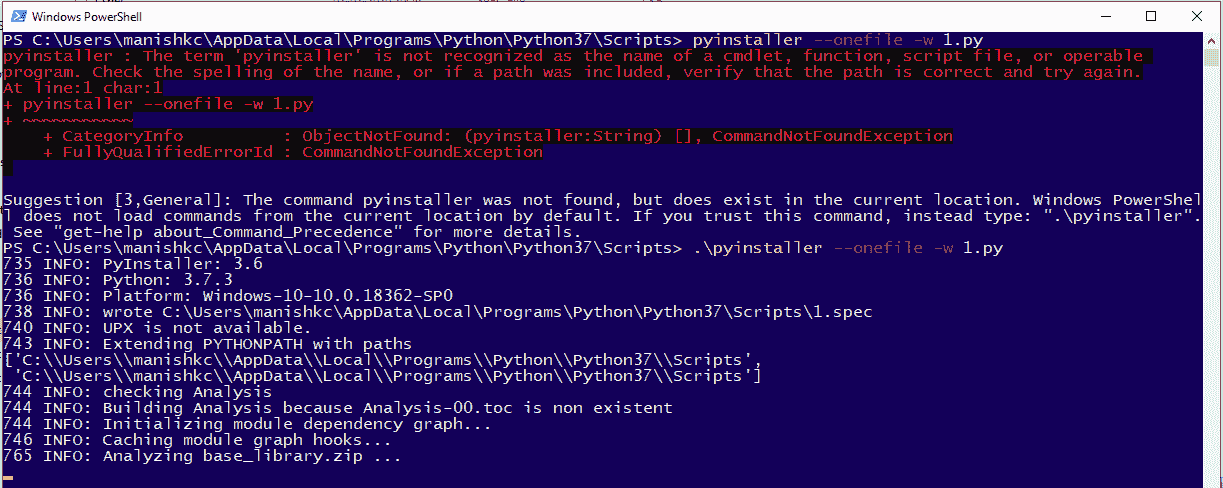 Windows PowerShell
PS C:\Users\manishkc\AppData\Local\Programs\Python\Python37\Scripts> pyinstaller --onefile -w 1.py
pyinstaller : The term 'pyinstaller' is not recognized as the name of a cmdlet, function, script file, or operable
program. Check the spelling of the name, or if a path was included, verify that the path is correct and try again.
At line:1 char:1
+ pyinstaller --onefile -w 1.py
+ ~~~~~~~~~~~
    + CategoryInfo          : ObjectNotFound: (pyinstaller:String) [], CommandNotFoundException
    + FullyQualifiedErrorId : CommandNotFoundException
Suggestion [3,General]: The command pyinstaller was not found, but does exist in the current location. Windows PowerShel
l does not load commands from the current location by default. If you trust this command, instead type: ".\pyinstaller".
 See "get-help about_Command_Precedence" for more details.
PS C:\Users\manishkc\AppData\Local\Programs\Python\Python37\Scripts> .\pyinstaller --onefile -w 1.py
735 INFO: PyInstaller: 3.6
736 INFO: Python: 3.7.3
736 INFO: Platform: Windows-10-10.0.18362-SP0
738 INFO: wrote C:\Users\manishkc\AppData\Local\Programs\Python\Python37\Scripts\1.spec
740 INFO: UPX is not available.
743 INFO: Extending PYTHONPATH with paths
['C:\\Users\\manishkc\\AppData\\Local\\Programs\\Python\\Python37\\Scripts',
 'C:\\Users\\manishkc\\AppData\\Local\\Programs\\Python\\Python37\\Scripts']
744 INFO: checking Analysis
744 INFO: Building Analysis because Analysis-00.toc is non existent
744 INFO: Initializing module dependency graph...
746 INFO: Caching module graph hooks...
765 INFO: Analyzing base_library.zip ...